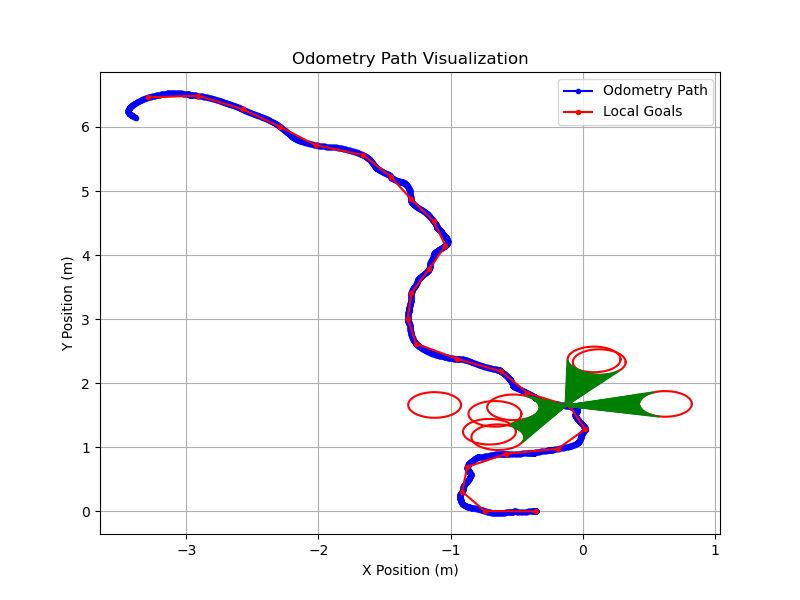 Odometry Path Visualization
Odometry Path
Local Goals
Y Position (m)
6
5
4
3
2
1
0
−3
−2
−1
0
1
X Position (m)